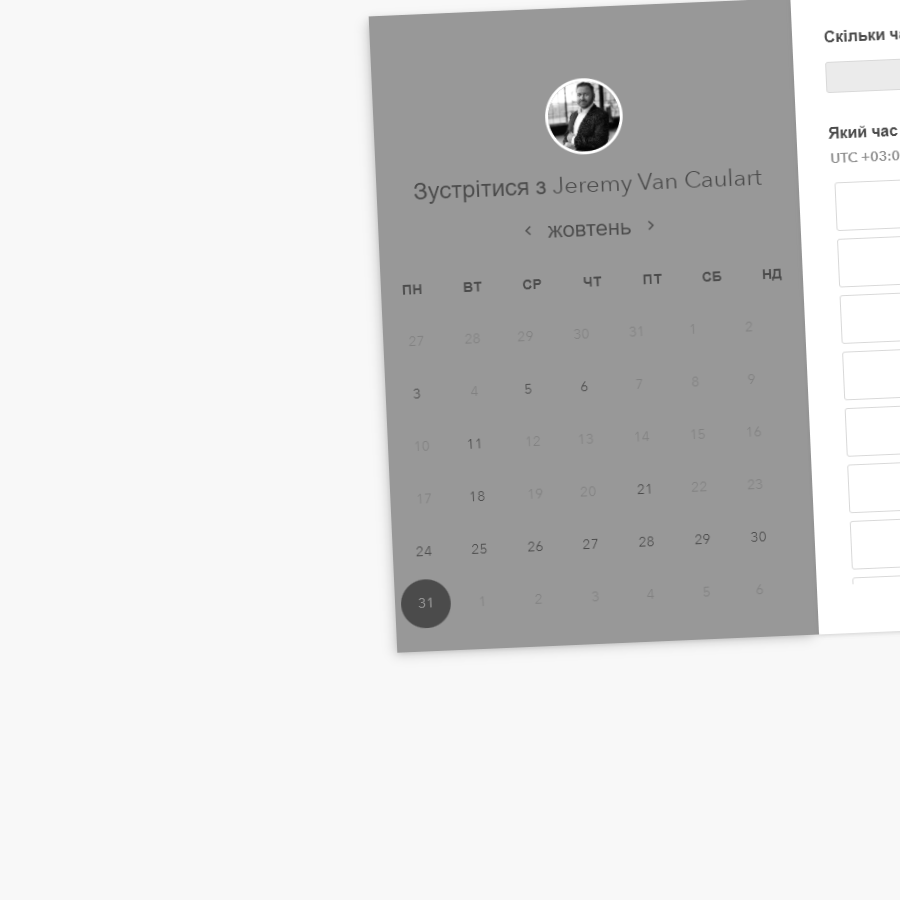 Зустрітися з Jeremy Van Caulart
жовтень
ПН ВТ СР ЧТ ПТ СБ НД
27 28 29 30 31 1 2
3 4 5 6 7 8 9
10 11 12 13 14 15 16
17 18 19 20 21 22 23
24 25 26 27 28 29 30
31 1 2 3 4 5 6
Скільки
Який час
UTC +03:0